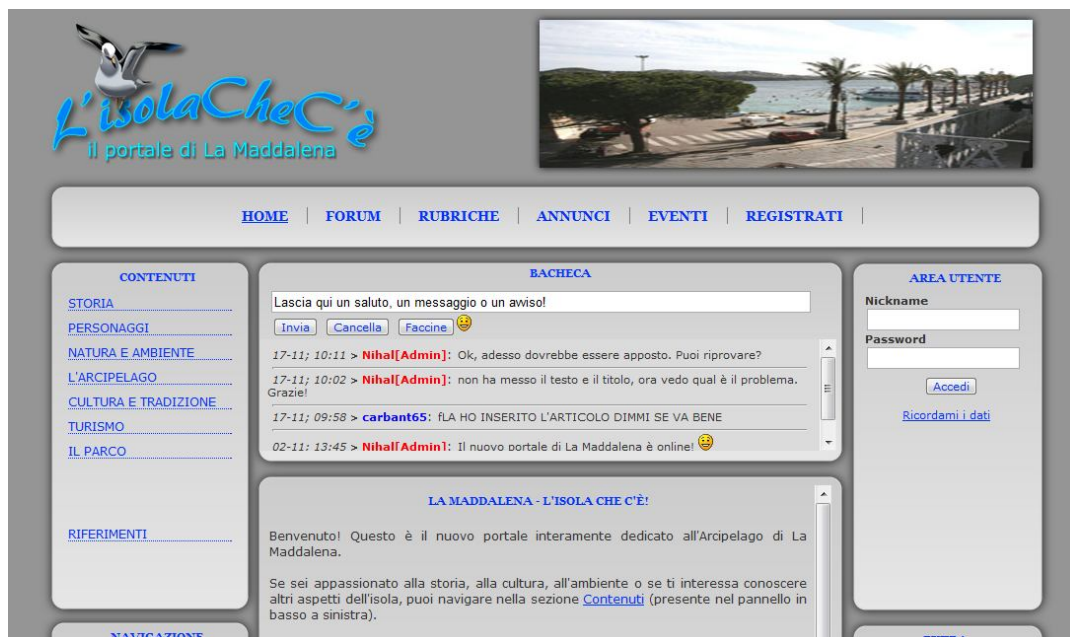 L'isolaCheC'è
il portale di La Maddalena
HOME
FORUM
RUBRICHE
ANNUNCI
EVENTI
REGISTRATI
CONTENUTI
STORIA
PERSONAGGI
NATURA E AMBIENTE
L'ARCIPELAGO
CULTURA E TRADIZIONE
TURISMO
IL PARCO
RIFERIMENTI
NAVIGAZIONE
BACHECA
Lascia qui un saluto, un messaggio o un avviso!
Invia
Cancella
Faccine
17-11; 10:11 > Nihal[Admin]: Ok, adesso dovrebbe essere apposto. Puoi riprovare?
17-11; 10:02 > Nihal[Admin]: non ha messo il testo e il titolo, ora vedo qual è il problema.
Grazie!
17-11; 09:58 > carbant65: fLA HO INSERITO L'ARTICOLO DIMMI SE VA BENE
02-11; 13:45 > Nihal[Admin]: Il nuovo portale di La Maddalena è online!
LA MADDALENA - L'ISOLA CHE C'È!
Benvenuto! Questo è il nuovo portale interamente dedicato all'Arcipelago di La
Maddalena.
Se sei appassionato alla storia, alla cultura, all'ambiente o se ti interessa conoscere
altri aspetti dell'isola, puoi navigare nella sezione Contenuti (presente nel pannello in
basso a sinistra).
AREA UTENTE
Nickname
Password
Accedi
Ricordami i dati